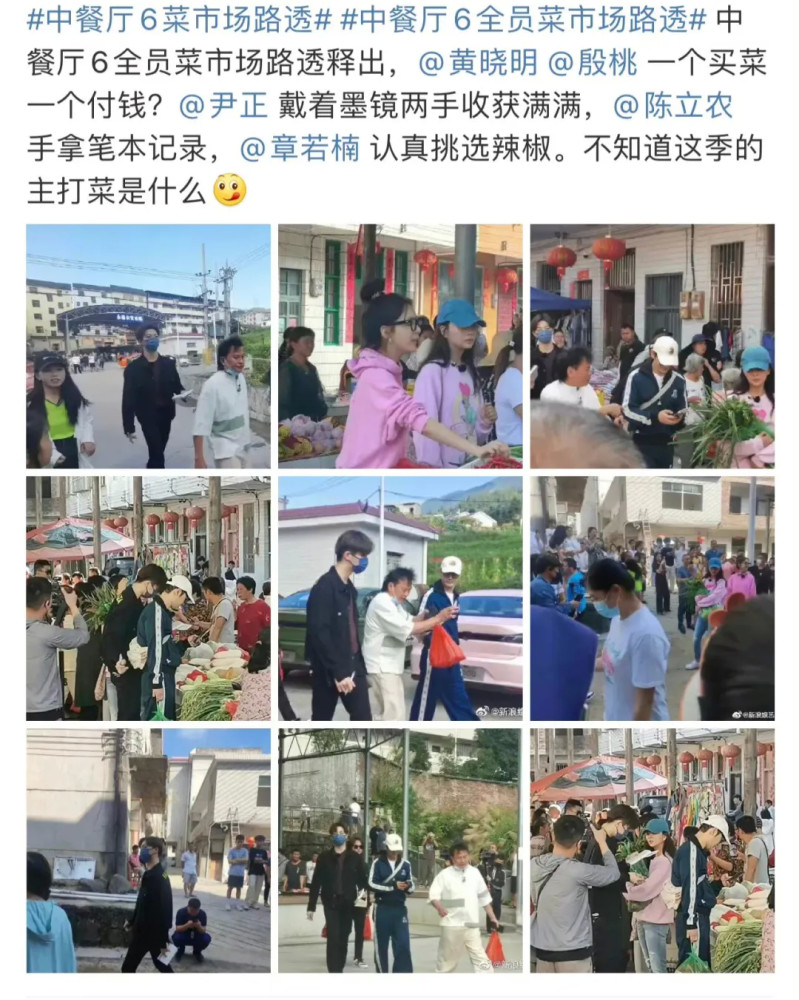 #中餐厅6菜市场路透# #中餐厅6全员菜市场路透# 中
餐厅6全员菜市场路透释出，@黄晓明 @殷桃 一个买菜
一个付钱？@尹正 戴着墨镜两手收获满满，@陈立农
手拿笔本记录，@章若楠 认真挑选辣椒。不知道这季的
主打菜是什么
@新浪娱
@新浪娱乐